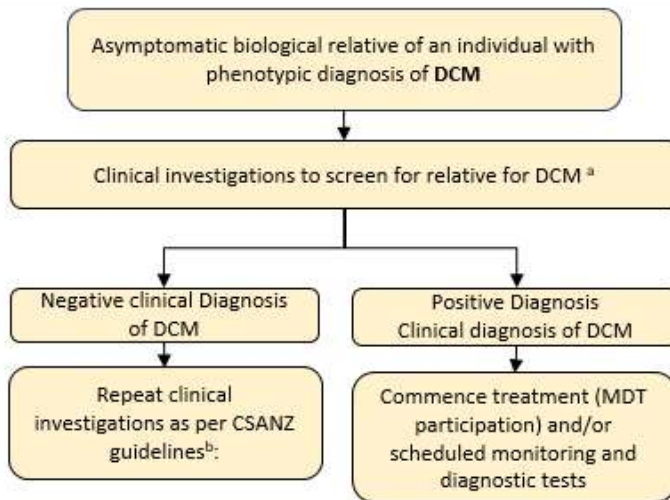 Asymptomatic biological relative of an individual with
phenotypic diagnosis of DCM
Clinical investigations to screen for relative for DCM ᵃ
Negative clinical Diagnosis
of DCM
Positive Diagnosis
Clinical diagnosis of DCM
Repeat clinical
investigations as per CSANZ
guidelinesᵇ:
Commence treatment (MDT
participation) and/or
scheduled monitoring and
diagnostic tests